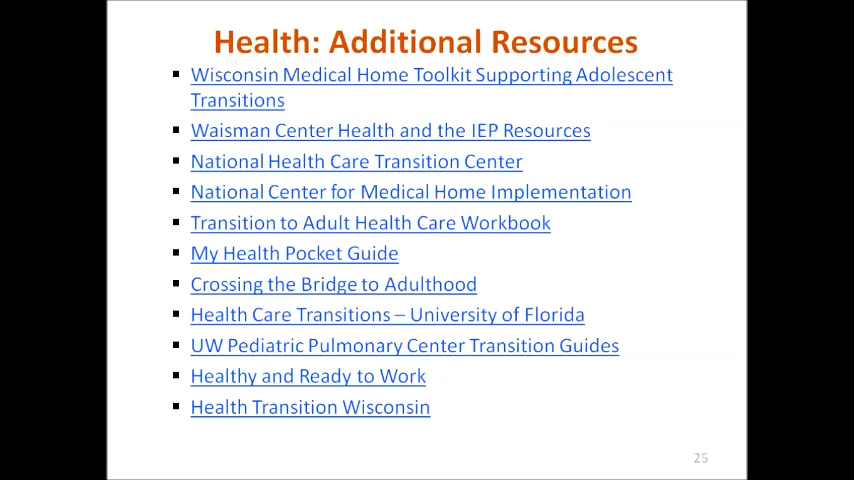 Health: Additional Resources
▪ Wisconsin Medical Home Toolkit Supporting Adolescent
Transitions
▪ Waisman Center Health and the IEP Resources
▪ National Health Care Transition Center
▪ National Center for Medical Home Implementation
▪ Transition to Adult Health Care Workbook
▪ My Health Pocket Guide
▪ Crossing the Bridge to Adulthood
▪ Health Care Transitions – University of Florida
▪ UW Pediatric Pulmonary Center Transition Guides
▪ Healthy and Ready to Work
▪ Health Transition Wisconsin
25